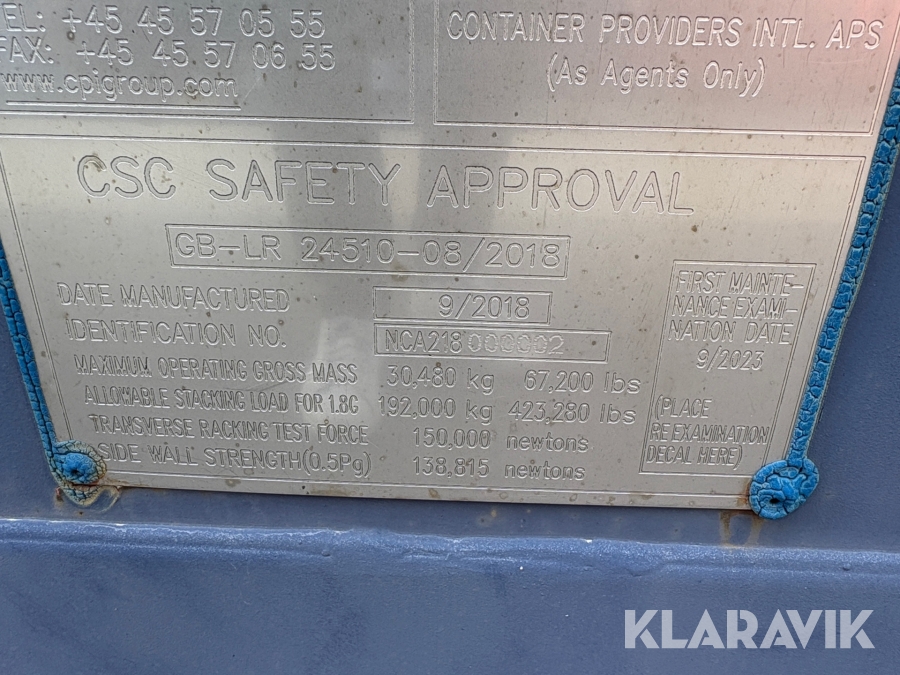 EL: +45 45 57 05 55
FAX: +45 45 57 06 55
www.cpigroup.com
CONTAINER PROVIDERS INTL. APS
(As Agents Only)
CSC SAFETY APPROVAL
GB-LR 24510-08/2018
DATE MANUFACTURED 9/2018
IDENTIFICATION NO. NCA218000002
MAXIMUM OPERATING GROSS MASS 30,480 kg 67,200 lbs
ALLOWABLE STACKING LOAD FOR 1.8G 192,000 kg 423,280 lbs
TRANSVERSE RACKING TEST FORCE 150,000 newtons
SIDE WALL STRENGTH(0.5Pg) 138,815 newtons
FIRST MAINTE-
NANCE EXAMI-
NATION DATE
9/2023
(PLACE
REEXAMINATION
DECAL HERE)
KLARAVIK